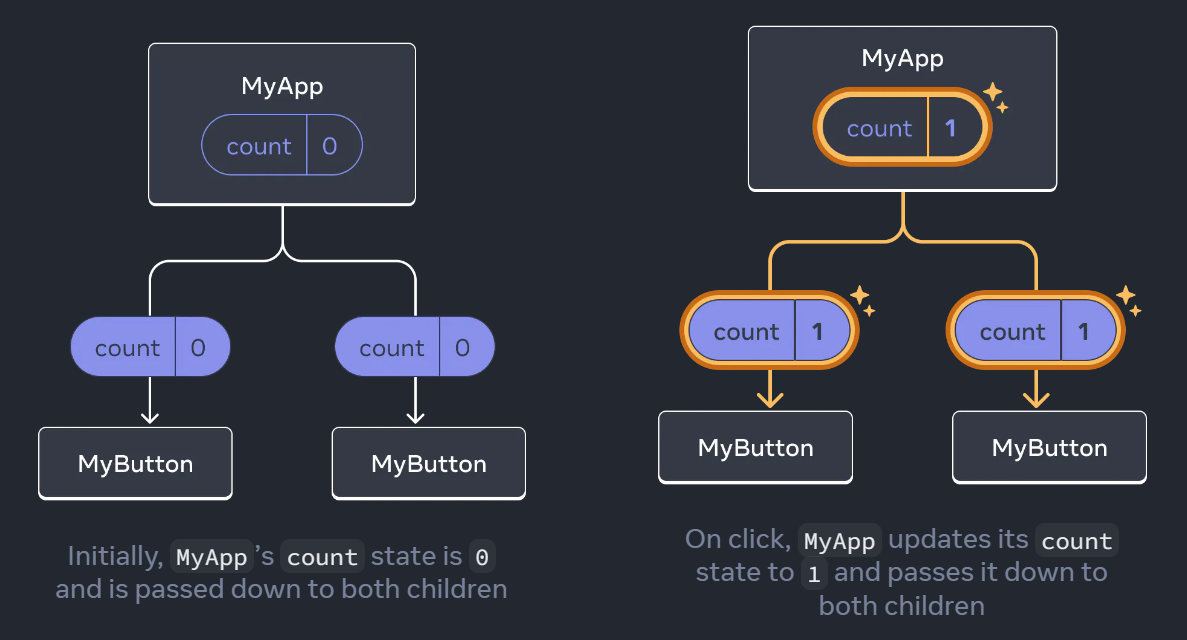 MyApp
count 0
count 0
count 0
MyButton
MyButton
Initially, MyApp's count state is 0
and is passed down to both children
MyApp
count 1
count 1
count 1
MyButton
MyButton
On click, MyApp updates its count
state to 1 and passes it down to
both children